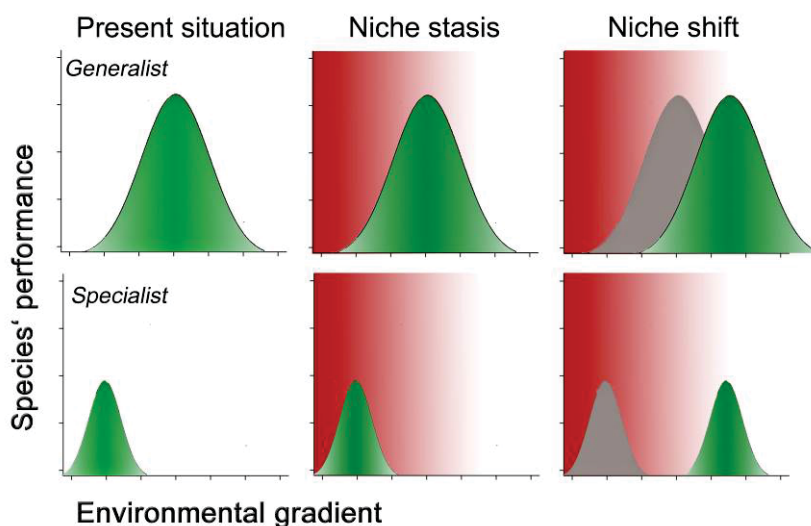 Present situation
Niche stasis
Niche shift
Generalist
Specialist
Species‘ performance
Environmental gradient